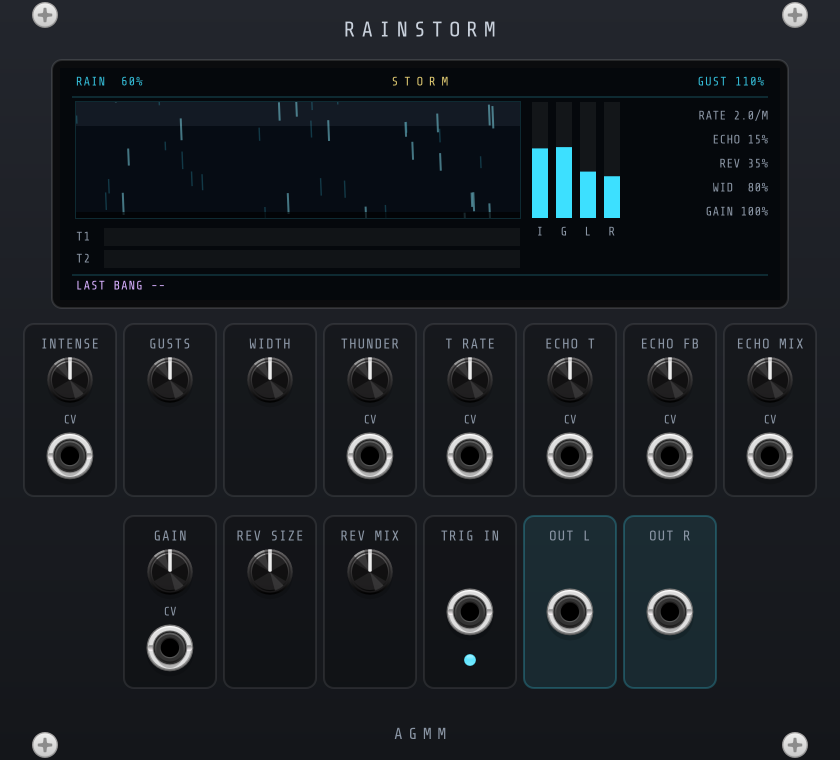 RAINSTORM
RAIN 60% STORM GUST 110%
RATE 2.0/M
ECHO 15%
REV 35%
WID 80%
GAIN 100%
I G L R
T1
T2
LAST BANG --
INTENSE GUSTS WIDTH THUNDER T RATE ECHO T ECHO FB ECHO MIX
CV CV CV CV CV CV
GAIN REV SIZE REV MIX TRIG IN OUT L OUT R
CV
AGMM